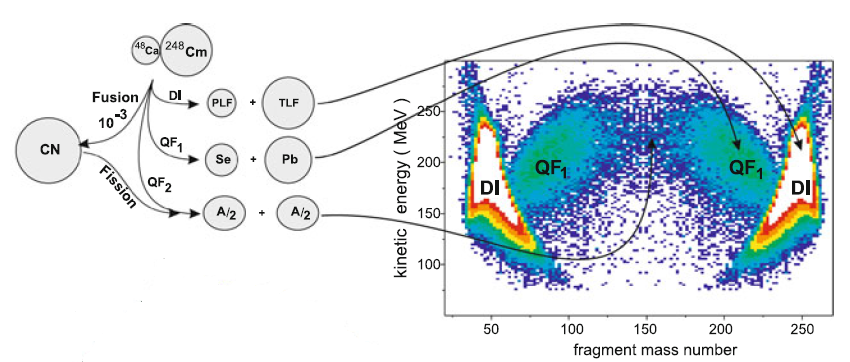 ⁴⁸Ca ²⁴⁸Cm
Fusion
10⁻³
DI
PLF + TLF
CN
QF₁
Se + Pb
Fission
QF₂
A/2 + A/2
kinetic energy ( MeV )
250
200
150
100
QF₁
QF₁
DI
DI
50 100 150 200 250
fragment mass number